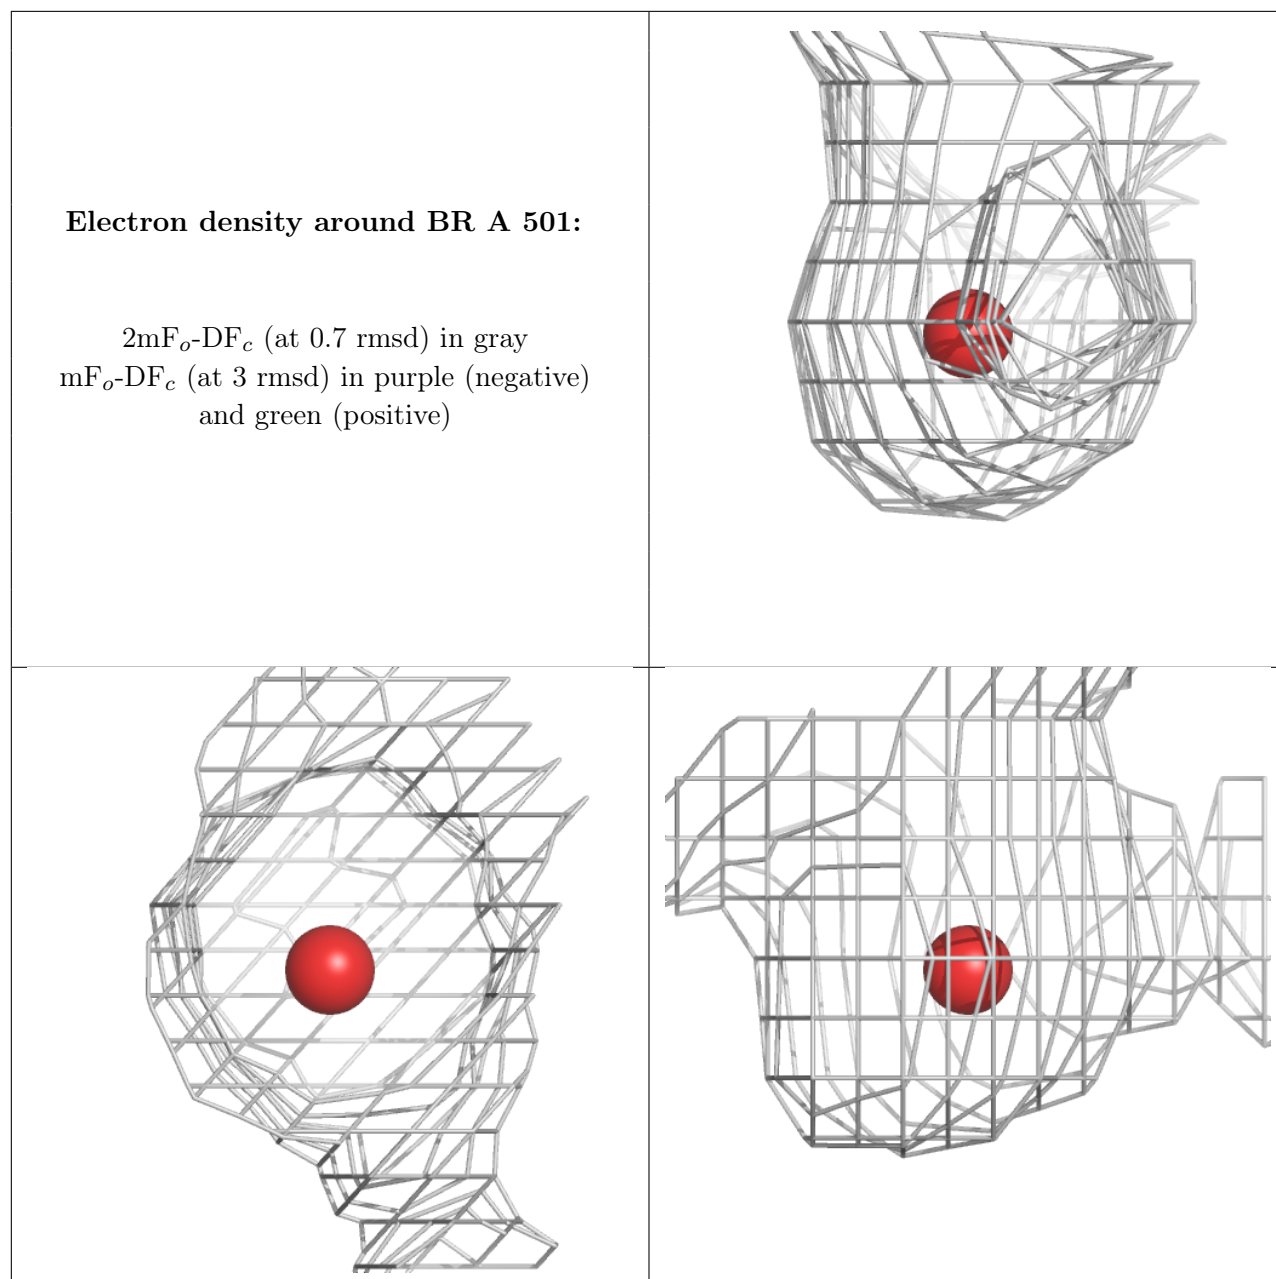 Electron density around BR A 501:
2mFo-DFc (at 0.7 rmsd) in gray
mFo-DFc (at 3 rmsd) in purple (negative)
and green (positive)